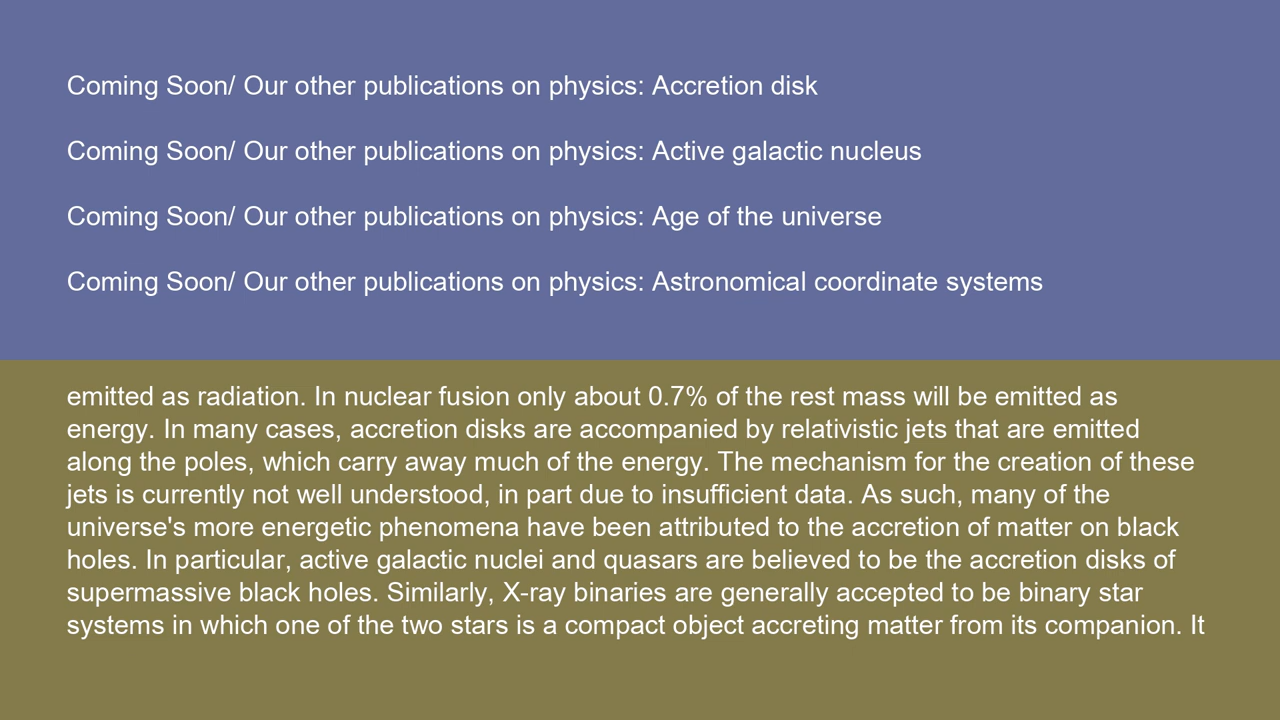 Coming Soon/ Our other publications on physics: Accretion disk
Coming Soon/ Our other publications on physics: Active galactic nucleus
Coming Soon/ Our other publications on physics: Age of the universe
Coming Soon/ Our other publications on physics: Astronomical coordinate systems
emitted as radiation. In nuclear fusion only about 0.7% of the rest mass will be emitted as
energy. In many cases, accretion disks are accompanied by relativistic jets that are emitted
along the poles, which carry away much of the energy. The mechanism for the creation of these
jets is currently not well understood, in part due to insufficient data. As such, many of the
universe's more energetic phenomena have been attributed to the accretion of matter on black
holes. In particular, active galactic nuclei and quasars are believed to be the accretion disks of
supermassive black holes. Similarly, X-ray binaries are generally accepted to be binary star
systems in which one of the two stars is a compact object accreting matter from its companion. It